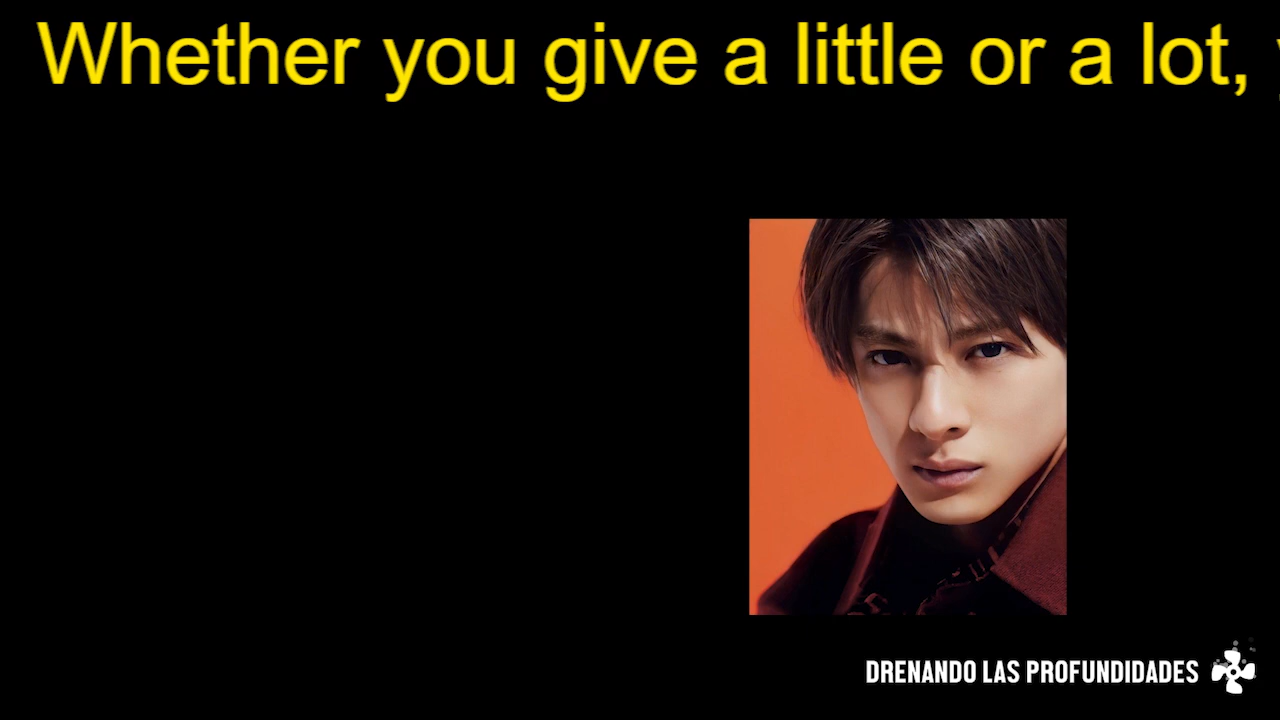 Whether you give a little or a lot,
DRENANDO LAS PROFUNDIDADES